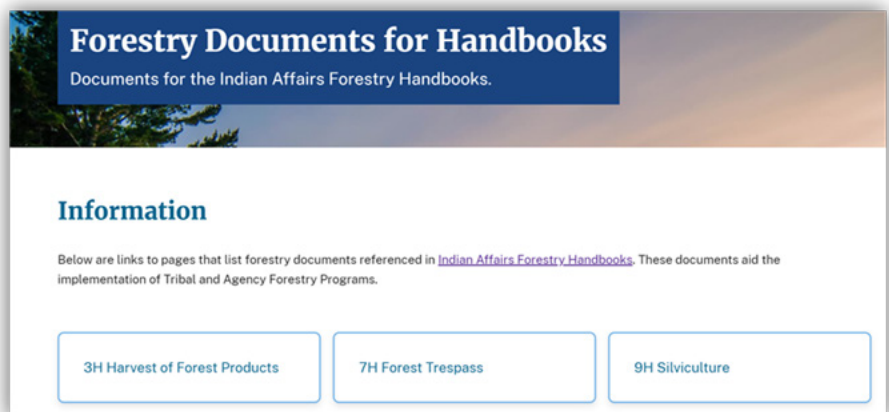 Forestry Documents for Handbooks
Documents for the Indian Affairs Forestry Handbooks.
Information
Below are links to pages that list forestry documents referenced in Indian Affairs Forestry Handbooks. These documents aid the
implementation of Tribal and Agency Forestry Programs.
3H Harvest of Forest Products
7H Forest Trespass
9H Silviculture